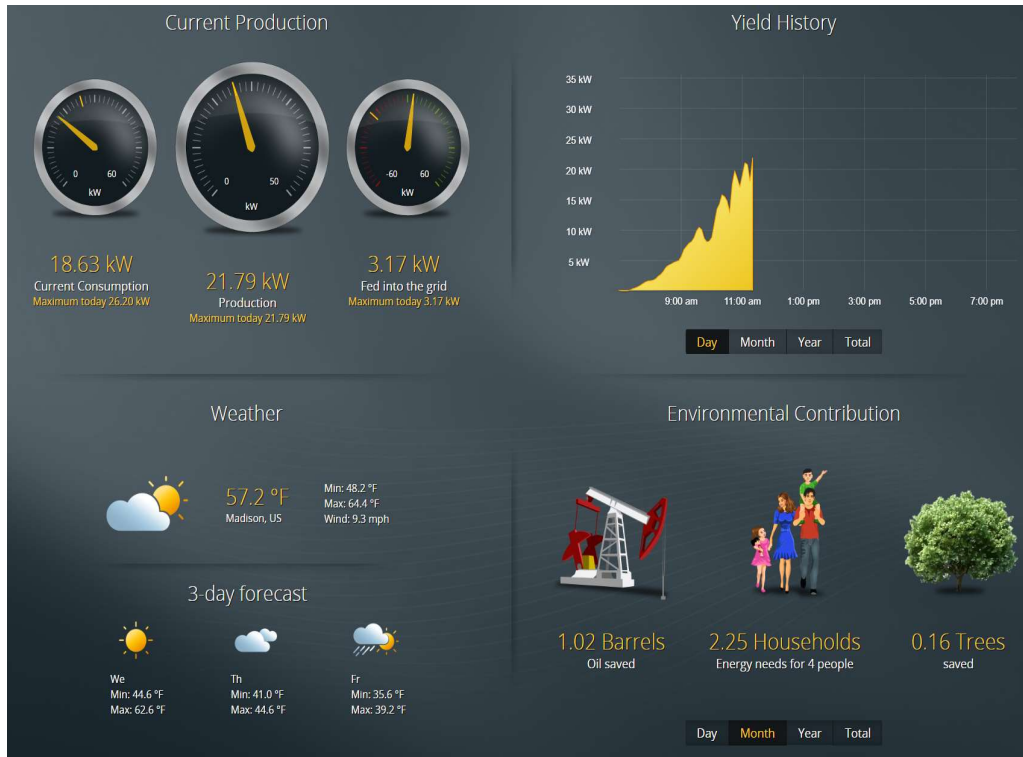 Current Production
0 60
kW
0 50
kW
-60 60
kW
18.63 kW
Current Consumption
Maximum today 26.20 kW
21.79 kW
Production
Maximum today 21.79 kW
3.17 kW
Fed into the grid
Maximum today 3.17 kW
Yield History
35 kW
30 kW
25 kW
20 kW
15 kW
10 kW
5 kW
9:00 am 11:00 am 1:00 pm 3:00 pm 5:00 pm 7:00 pm
Day Month Year Total
Weather
57.2 °F
Madison, US
Min: 48.2 °F
Max: 64.4 °F
Wind: 9.3 mph
3-day forecast
We
Min: 44.6 °F
Max: 62.6 °F
Th
Min: 41.0 °F
Max: 44.6 °F
Fr
Min: 35.6 °F
Max: 39.2 °F
Environmental Contribution
1.02 Barrels
Oil saved
2.25 Households
Energy needs for 4 people
0.16 Trees
saved
Day Month Year Total